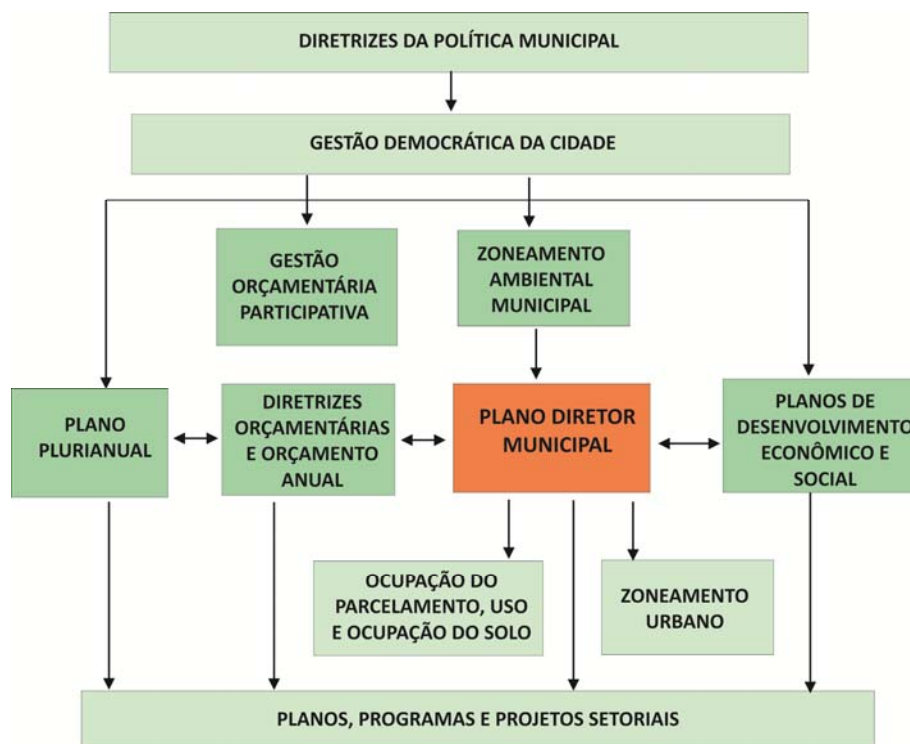 DIRETRIZES DA POLÍTICA MUNICIPAL
GESTÃO DEMOCRÁTICA DA CIDADE
GESTÃO
ORÇAMENTÁRIA
PARTICIPATIVA
ZONEAMENTO
AMBIENTAL
MUNICIPAL
PLANO
PLURIANUAL
DIRETRIZES
ORÇAMENTÁRIAS
E ORÇAMENTO
ANUAL
PLANO DIRETOR
MUNICIPAL
PLANOS DE
DESENVOLVIMENTO
ECONÔMICO E
SOCIAL
OCUPAÇÃO DO
PARCELAMENTO, USO
E OCUPAÇÃO DO SOLO
ZONEAMENTO
URBANO
PLANOS, PROGRAMAS E PROJETOS SETORIAIS